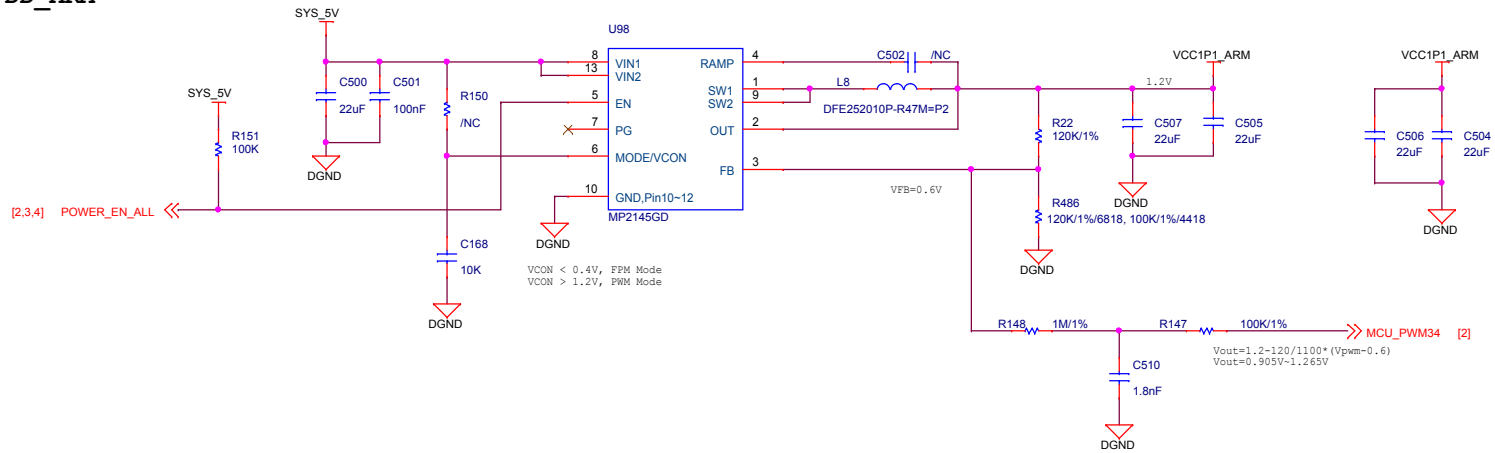 SYS_5V
U98
8
VIN1
13
VIN2
5
EN
7
PG
6
MODE/VCON
10
GND,Pin10~12
MP2145GD
RAMP
4
SW1
1
SW2
9
OUT
2
FB
3
C502
/NC
L8
DFE252010P-R47M=P2
1.2V
VCC1P1_ARM
VCC1P1_ARM
C500
22uF
C501
100nF
R150
/NC
DGND
SYS_5V
R151
100K
[2,3,4]
POWER_EN_ALL
C168
10K
DGND
DGND
VCON < 0.4V, FPM Mode
VCON > 1.2V, PWM Mode
R22
120K/1%
VFB=0.6V
R486
120K/1%/6818, 100K/1%/4418
DGND
C507
22uF
C505
22uF
DGND
C506
22uF
C504
22uF
DGND
R148
1M/1%
R147
100K/1%
MCU_PWM34
[2]
Vout=1.2-120/1100*(Vpwm-0.6)
Vout=0.905V~1.265V
C510
1.8nF
DGND